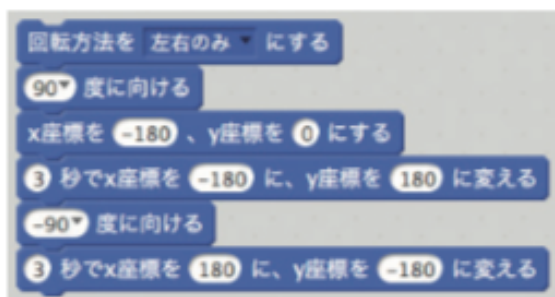 回転方法を 左右のみ▼ にする
90▼ 度に向ける
x座標を -180 、y座標を 0 にする
3 秒でx座標を -180 に、y座標を 180 に変える
-90▼ 度に向ける
3 秒でx座標を 180 に、y座標を -180 に変える